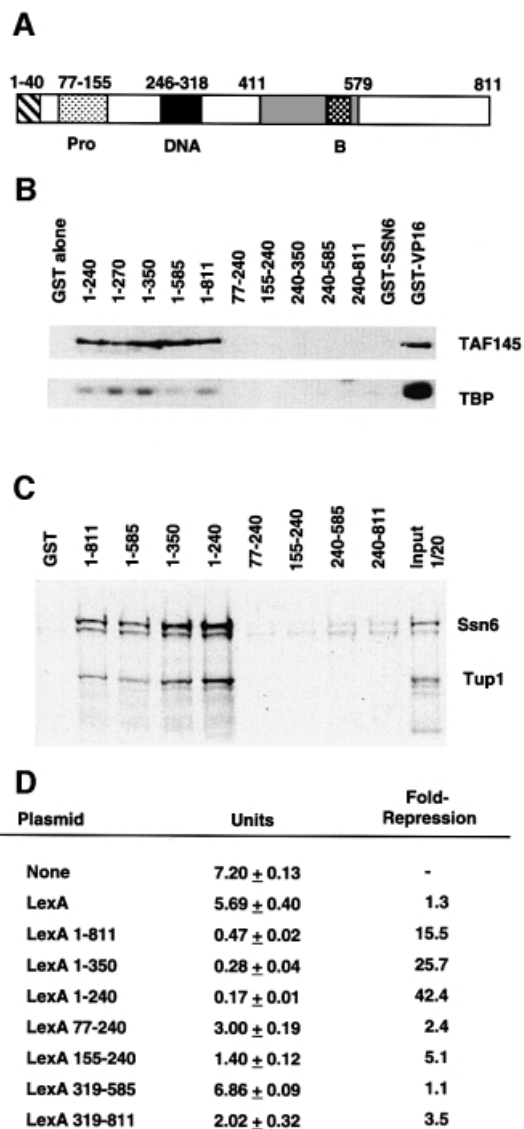 A
1-40 77-155 246-318 411 579 811
Pro DNA B
B
GST alone
1-240
1-270
1-350
1-585
1-811
77-240
155-240
240-350
240-585
240-811
GST-SSN6
GST-VP16
TAF145
TBP
C
GST
1-811
1-585
1-350
1-240
77-240
155-240
240-585
240-811
Input
1/20
Ssn6
Tup1
D
Plasmid Units Fold-
Repression
None 7.20 ± 0.13 -
LexA 5.69 ± 0.40 1.3
LexA 1-811 0.47 ± 0.02 15.5
LexA 1-350 0.28 ± 0.04 25.7
LexA 1-240 0.17 ± 0.01 42.4
LexA 77-240 3.00 ± 0.19 2.4
LexA 155-240 1.40 ± 0.12 5.1
LexA 319-585 6.86 ± 0.09 1.1
LexA 319-811 2.02 ± 0.32 3.5